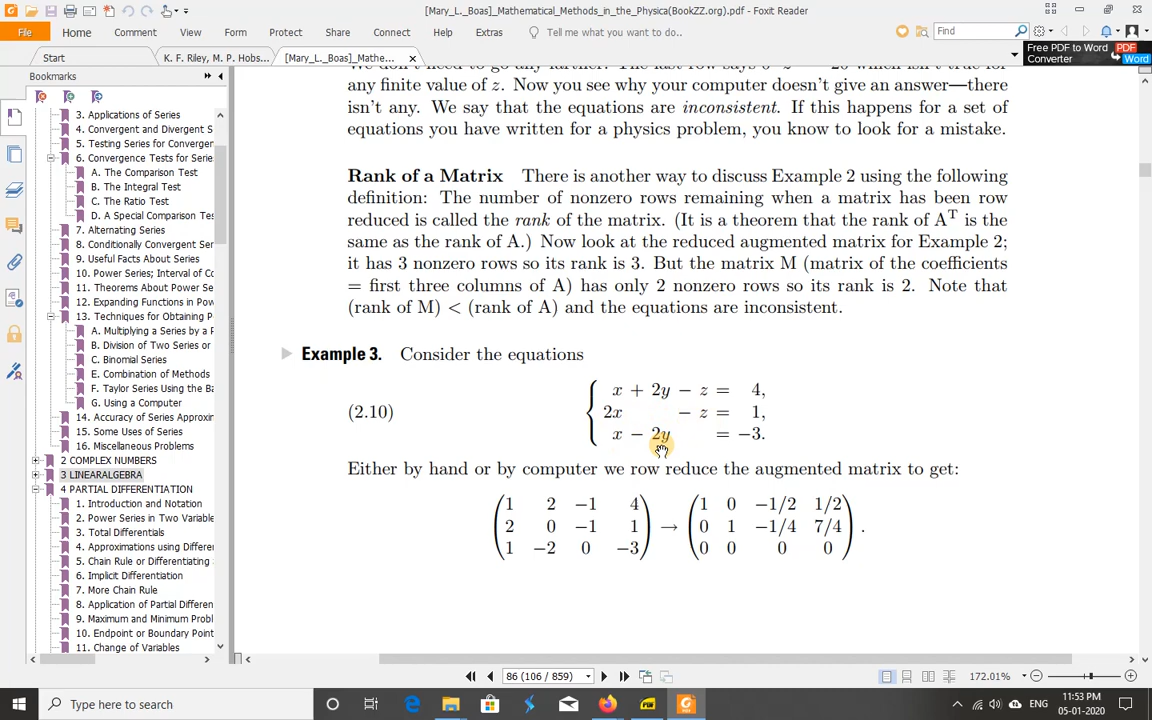 [Mary_L._Boas]_Mathematical_Methods_in_the_Physica(BookZZ.org).pdf - Foxit Reader
File Home Comment View Form Protect Share Connect Help Extras Tell me what you want to do.. Find
Start K. F. Riley, M. P. Hobs... [Mary_L._Boas]_Mathe...
Free PDF to Word Converter PDF Word
Bookmarks
3. Applications of Series
4. Convergent and Divergent S
5. Testing Series for Convergen
6. Convergence Tests for Serie
A. The Comparison Test
B. The Integral Test
C. The Ratio Test
D. A Special Comparison Tes
7. Alternating Series
8. Conditionally Convergent Se
9. Useful Facts About Series
10. Power Series; Interval of C
11. Theorems About Power Se
12. Expanding Functions in Pow
13. Techniques for Obtaining P
A. Multiplying a Series by a P
B. Division of Two Series or
C. Binomial Series
E. Combination of Methods
F. Taylor Series Using the Ba
G. Using a Computer
14. Accuracy of Series Approxi
15. Some Uses of Series
16. Miscellaneous Problems
2 COMPLEX NUMBERS
3 LINEARALGEBRA
4 PARTIAL DIFFERENTIATION
1. Introduction and Notation
2. Power Series in Two Variable
3. Total Differentials
4. Approximations using Differen
5. Chain Rule or Differentiating
6. Implicit Differentiation
7. More Chain Rule
8. Application of Partial Differen
9. Maximum and Minimum Probl
10. Endpoint or Boundary Point
11. Change of Variables
any finite value of z. Now you see why your computer doesn't give an answer—there
isn't any. We say that the equations are inconsistent. If this happens for a set of
equations you have written for a physics problem, you know to look for a mistake.
Rank of a Matrix There is another way to discuss Example 2 using the following
definition: The number of nonzero rows remaining when a matrix has been row
reduced is called the rank of the matrix. (It is a theorem that the rank of A^T is the
same as the rank of A.) Now look at the reduced augmented matrix for Example 2;
it has 3 nonzero rows so its rank is 3. But the matrix M (matrix of the coefficients
= first three columns of A) has only 2 nonzero rows so its rank is 2. Note that
(rank of M) < (rank of A) and the equations are inconsistent.
Example 3. Consider the equations
x + 2y − z = 4,
(2.10) 2x − z = 1,
x − 2y = −3.
Either by hand or by computer we row reduce the augmented matrix to get:
1 2 −1 4 1 0 −1/2 1/2
2 0 −1 1 → 0 1 −1/4 7/4 .
1 −2 0 −3 0 0 0 0
86 (106 / 859) 172.01%
Type here to search ENG 11:53 PM
05-01-2020